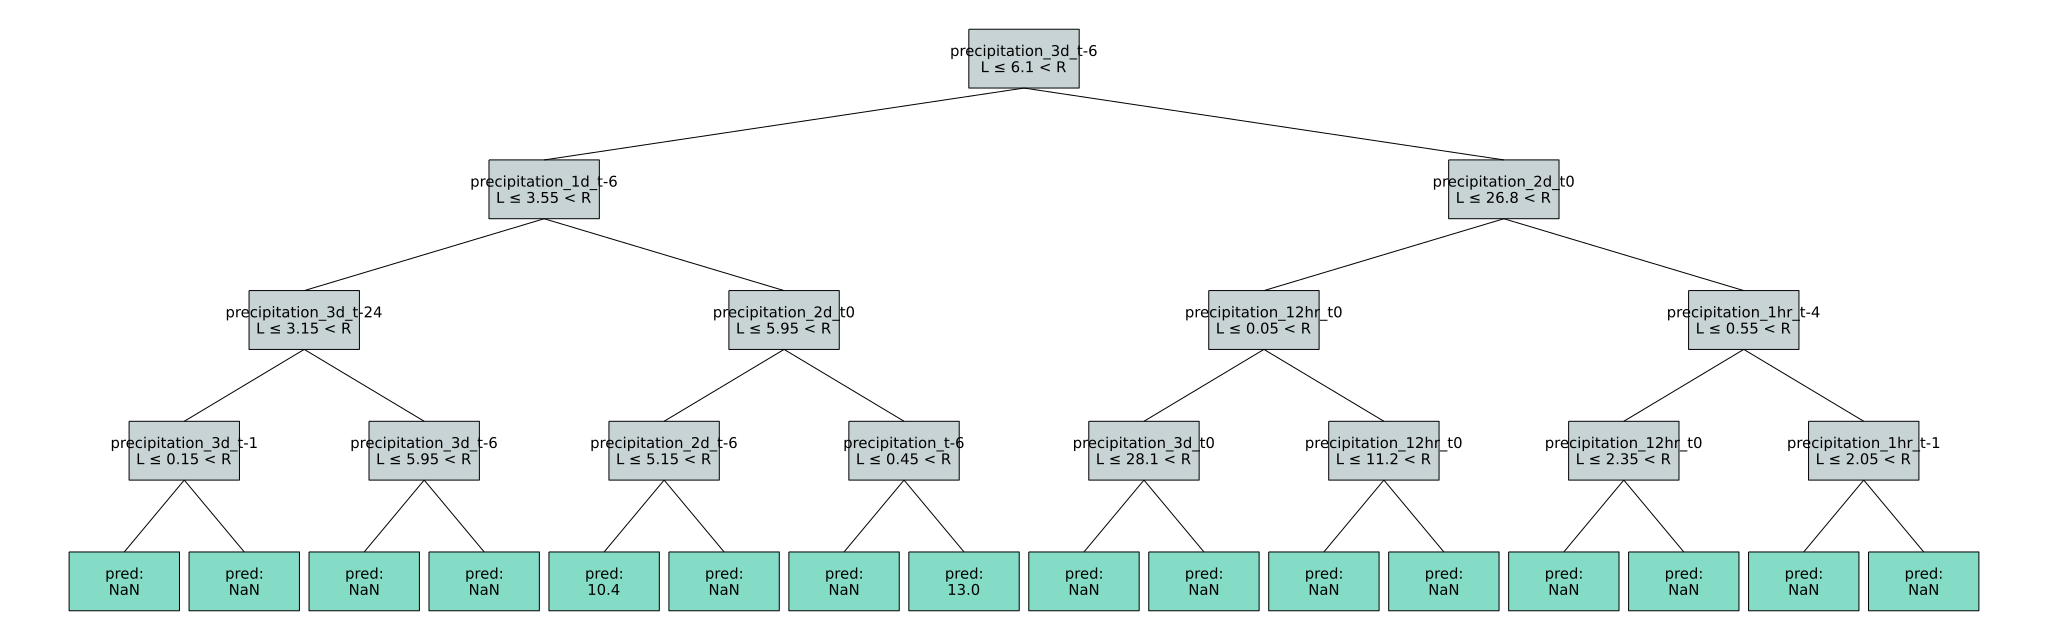 precipitation_3d_t-6
L ≤ 6.1 < R
precipitation_1d_t-6
L ≤ 3.55 < R
precipitation_2d_t0
L ≤ 26.8 < R
precipitation_3d_t-24
L ≤ 3.15 < R
precipitation_2d_t0
L ≤ 5.95 < R
precipitation_12hr_t0
L ≤ 0.05 < R
precipitation_1hr_t-4
L ≤ 0.55 < R
precipitation_3d_t-1
L ≤ 0.15 < R
precipitation_3d_t-6
L ≤ 5.95 < R
precipitation_2d_t-6
L ≤ 5.15 < R
precipitation_t-6
L ≤ 0.45 < R
precipitation_3d_t0
L ≤ 28.1 < R
precipitation_12hr_t0
L ≤ 11.2 < R
precipitation_12hr_t0
L ≤ 2.35 < R
precipitation_1hr_t-1
L ≤ 2.05 < R
pred:
NaN
pred:
NaN
pred:
NaN
pred:
NaN
pred:
10.4
pred:
NaN
pred:
NaN
pred:
13.0
pred:
NaN
pred:
NaN
pred:
NaN
pred:
NaN
pred:
NaN
pred:
NaN
pred:
NaN
pred:
NaN